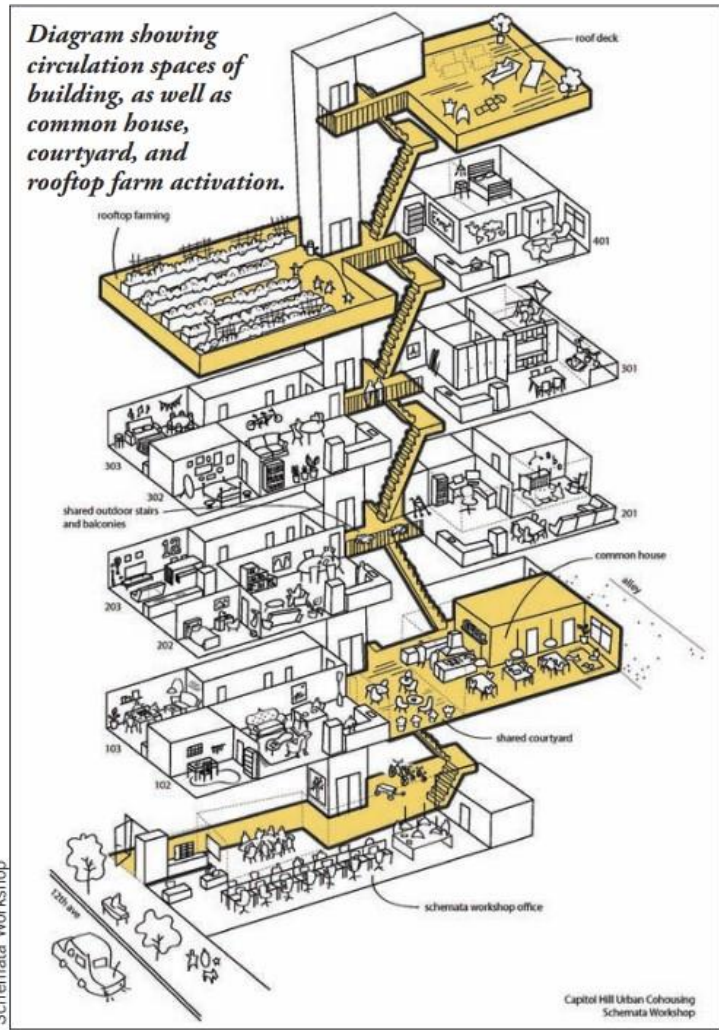 Diagram showing
circulation spaces of
building, as well as
common house,
courtyard, and
rooftop farm activation.
roof deck
rooftop farming
401
301
303
302
shared outdoor stairs
and balconies
201
203
202
common house
alley
103
102
shared courtyard
12th ave
schemata workshop office
Schemata Workshop
Capitol Hill Urban Cohousing
Schemata Workshop